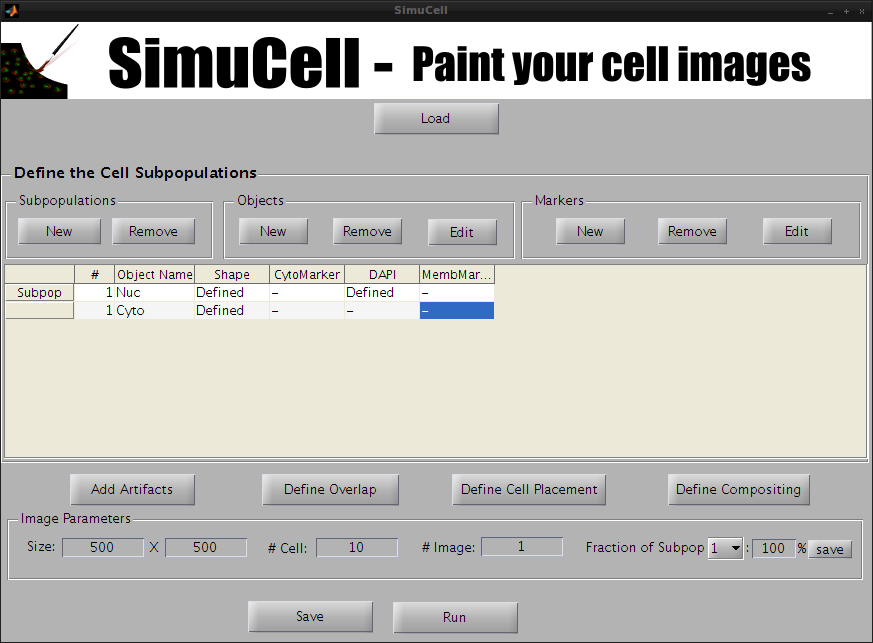 SimuCell
SimuCell - Paint your cell images
Load
Define the Cell Subpopulations
Subpopulations Objects Markers
New Remove New Remove Edit New Remove Edit
# Object Name Shape CytoMarker DAPI MembMar...
Subpop 1 Nuc Defined – Defined –
1 Cyto Defined – – –
Add Artifacts Define Overlap Define Cell Placement Define Compositing
Image Parameters
Size: 500 X 500 # Cell: 10 # Image: 1 Fraction of Subpop 1 : 100 % save
Save Run